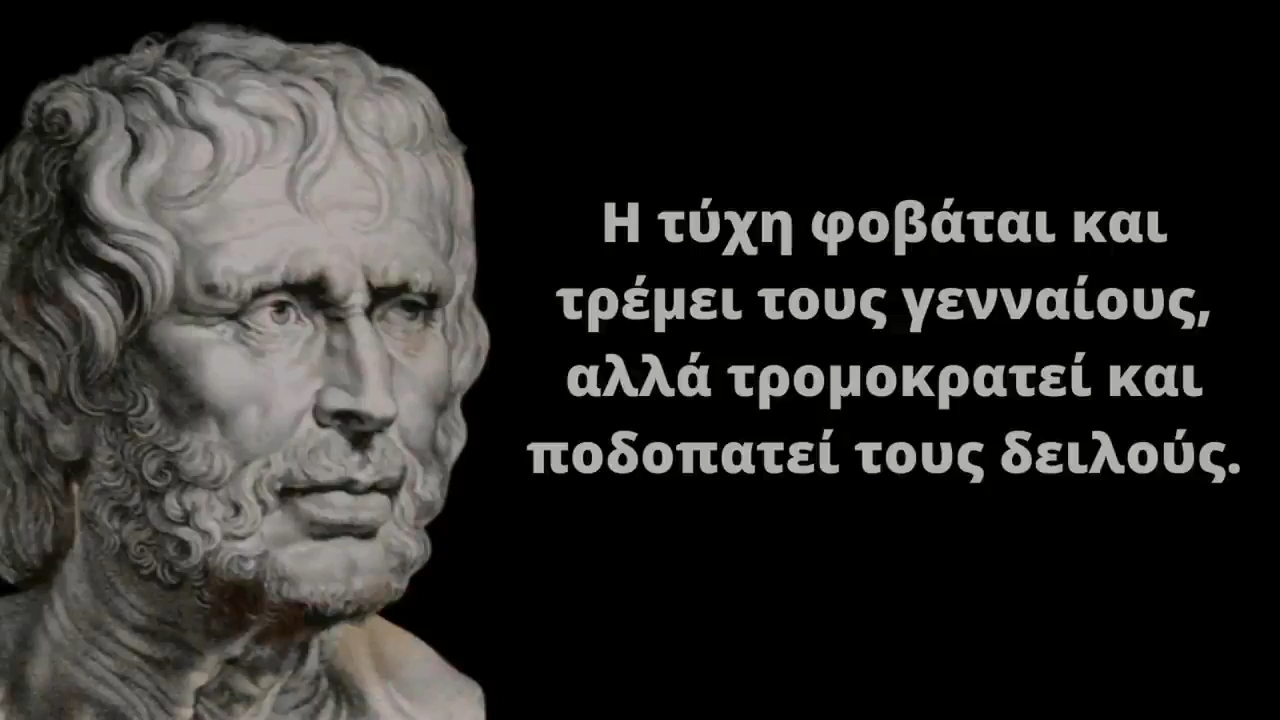 Η τύχη φοβάται και
τρέμει τους γενναίους,
αλλά τρομοκρατεί και
ποδοπατεί τους δειλούς.